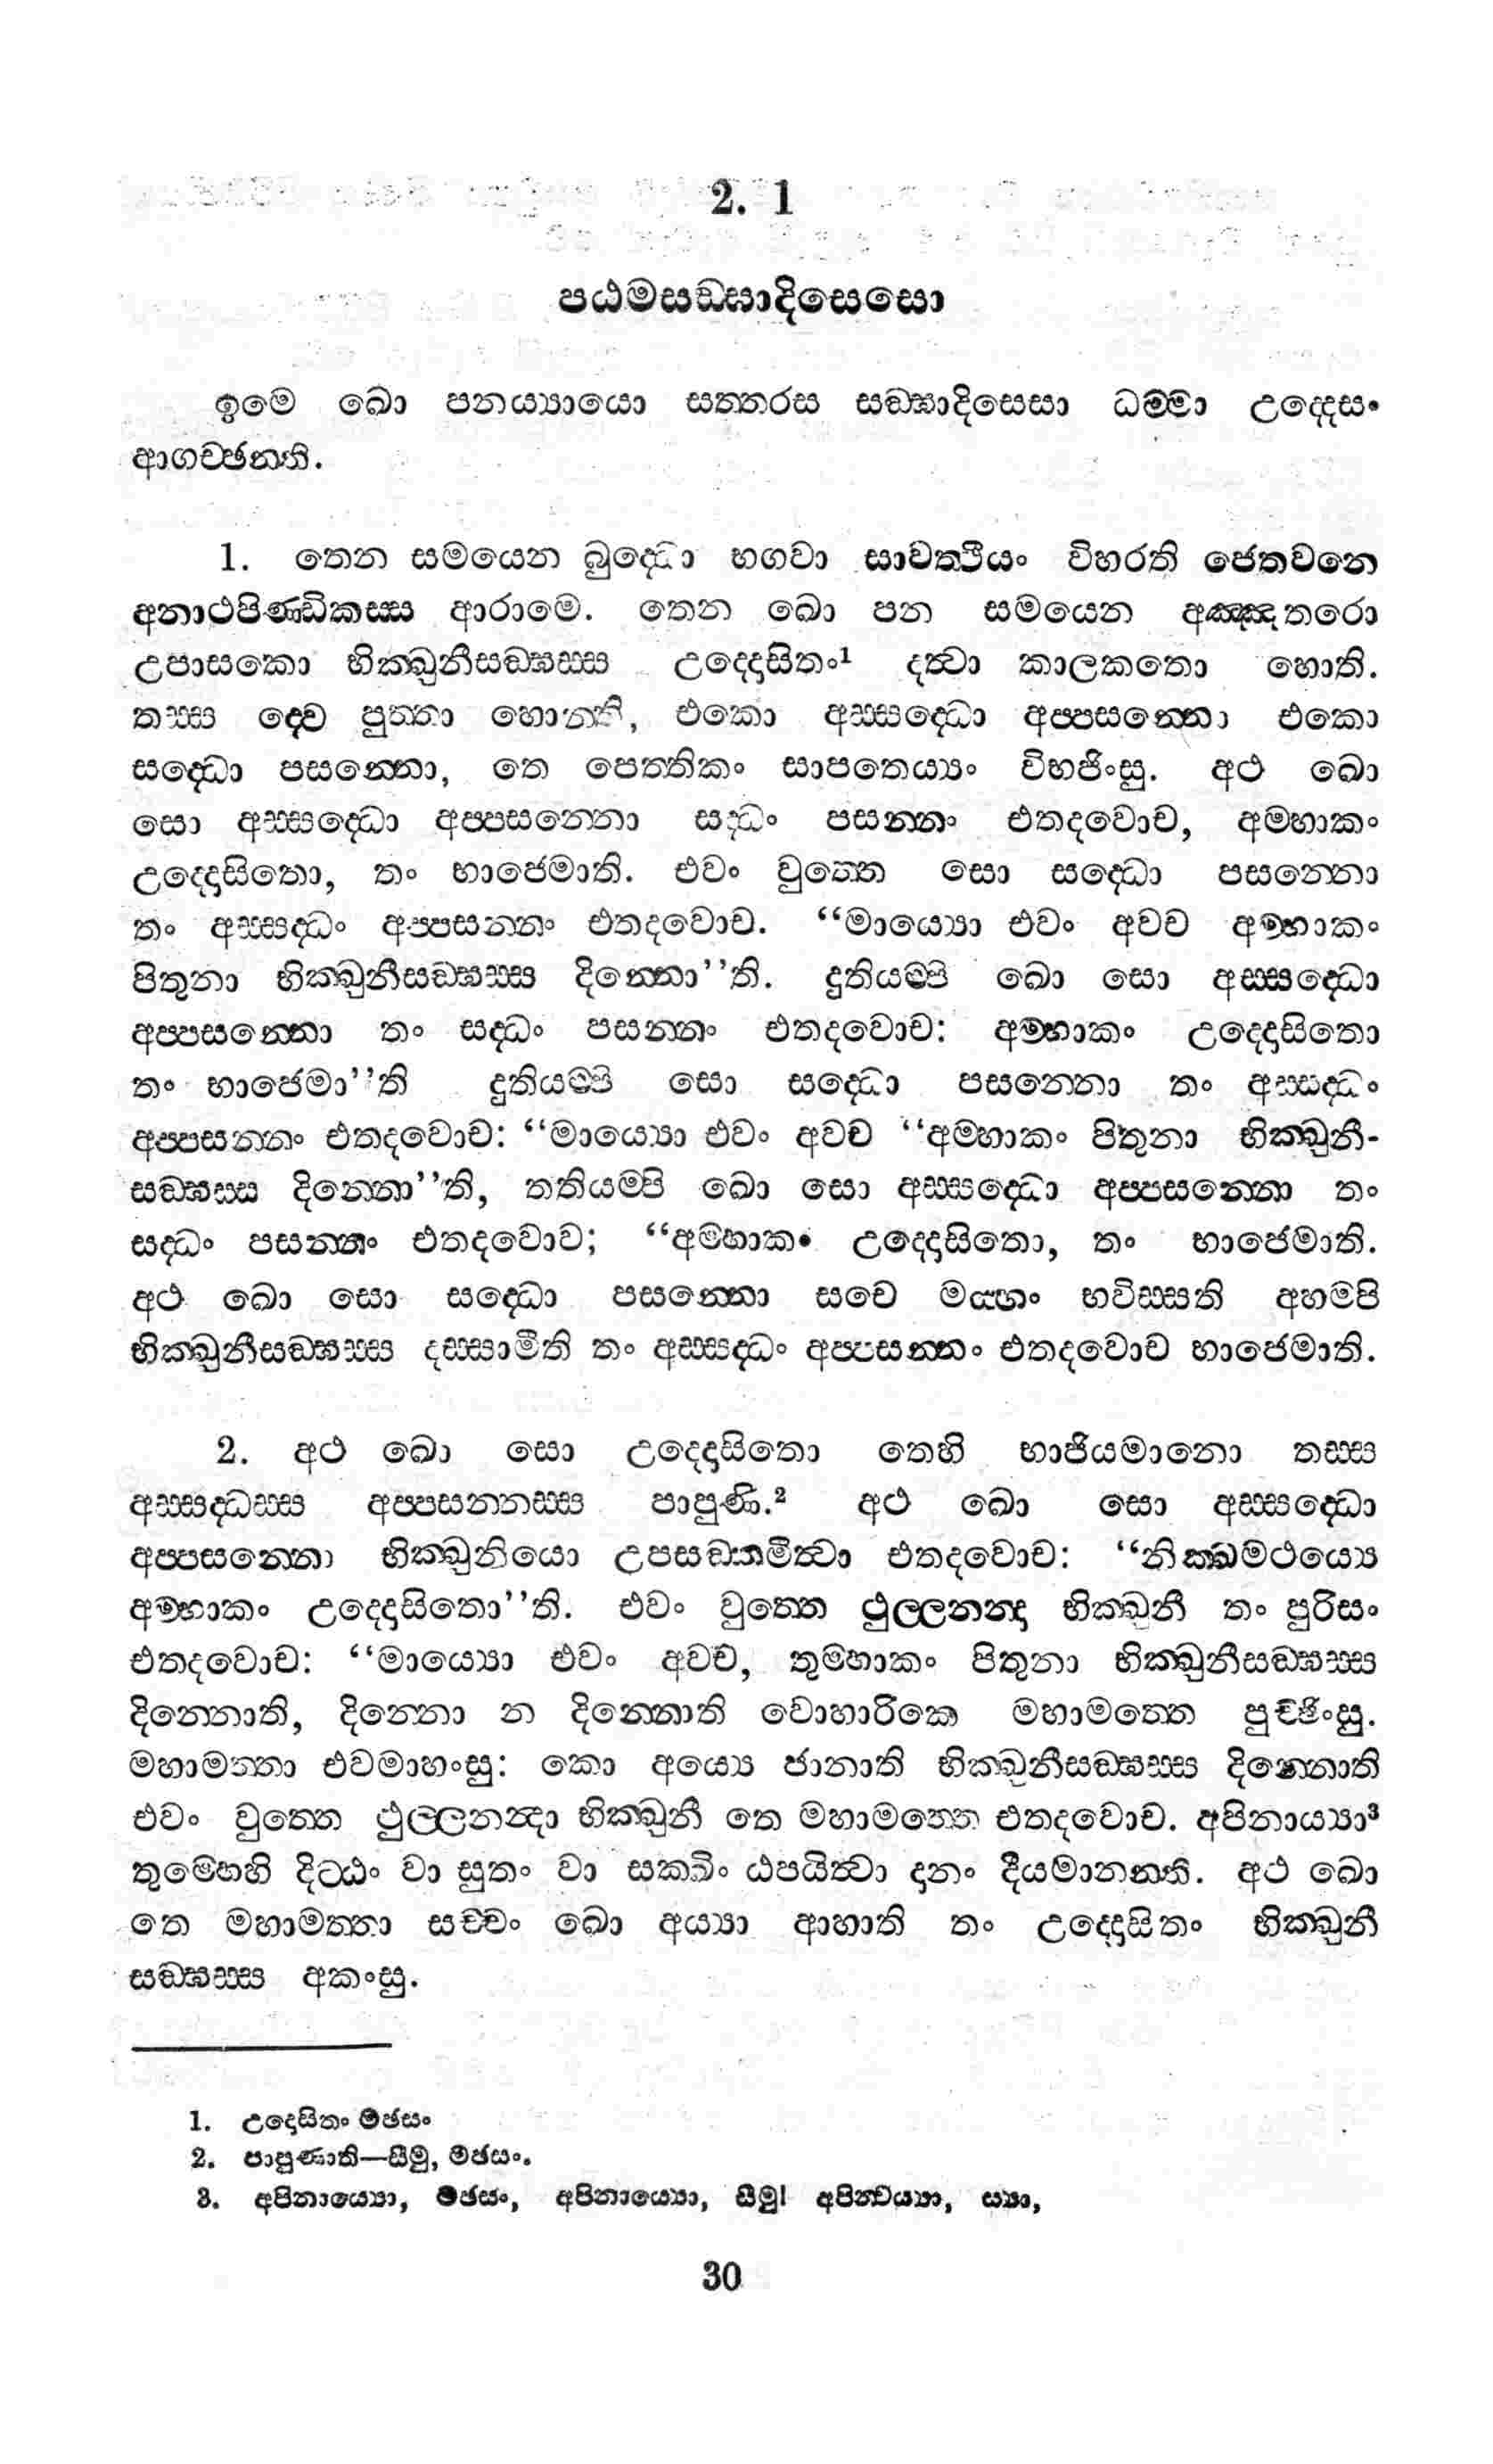 2. 1
පඨමසඞ්ඝාදිසෙසො
ඉමෙ ඛො පනය්‍යායො සත්තරස සඞ්ඝාදිසෙසා ධම්මා උද්දෙසං
ආගච්ඡන්ති.
1. තෙන සමයෙන බුද්ධො භගවා සාවත්ථියං විහරති ජෙතවනෙ
අනාථපිණ්ඩිකස්ස ආරාමෙ. තෙන ඛො පන සමයෙන අඤ්ඤතරො
උපාසකො භික්ඛුනීසඞ්ඝස්ස උද්දොසිතං¹ දත්වා කාලකතො හොති.
තස්ස ද්වෙ පුත්තා හොන්ති, එකො අස්සද්ධො අප්පසන්නො එකො
සද්ධො පසන්නො, තෙ පෙත්තිකං සාපතෙය්‍යං විභජිංසු. අථ ඛො
සො අස්සද්ධො අප්පසන්නො සද්ධං පසන්නං එතදවොච, අම්හාකං
උද්දොසිතො, තං භාජෙමාති. එවං වුත්තෙ සො සද්ධො පසන්නො
තං අස්සද්ධං අප්පසන්නං එතදවොච. “මාය්‍යො එවං අවච අම්හාකං
පිතුනා භික්ඛුනීසඞ්ඝස්ස දින්නො”ති. දුතියම්පි ඛො සො අස්සද්ධො
අප්පසන්නො තං සද්ධං පසන්නං එතදවොච: අම්හාකං උද්දොසිතො
තං භාජෙමා”ති දුතියම්පි සො සද්ධො පසන්නො තං අස්සද්ධං
අප්පසන්නං එතදවොච: “මාය්‍යො එවං අවච “අම්හාකං පිතුනා භික්ඛුනී-
සඞ්ඝස්ස දින්නො”ති, තතියම්පි ඛො සො අස්සද්ධො අප්පසන්නො තං
සද්ධං පසන්නං එතදවොච; “අම්හාකං උද්දොසිතො, තං භාජෙමාති.
අථ ඛො සො සද්ධො පසන්නො සචෙ මය්හං භවිස්සති අහම්පි
භික්ඛුනීසඞ්ඝස්ස දස්සාමීති තං අස්සද්ධං අප්පසන්නං එතදවොච භාජෙමාති.
2. අථ ඛො සො උද්දොසිතො තෙහි භාජියමානො තස්ස
අස්සද්ධස්ස අප්පසන්නස්ස පාපුණි.² අථ ඛො සො අස්සද්ධො
අප්පසන්නො භික්ඛුනියො උපසඞ්කමිත්වා එතදවොච: “නික්ඛමථය්‍යෙ
අම්හාකං උද්දොසිතො”ති. එවං වුත්තෙ ථුල්ලනන්දා භික්ඛුනී තං පුරිසං
එතදවොච: “මාය්‍යො එවං අවච, තුම්හාකං පිතුනා භික්ඛුනීසඞ්ඝස්ස
දින්නොති, දින්නො න දින්නොති වොහාරිකෙ මහාමත්තෙ පුච්ඡිංසු.
මහාමත්තා එවමාහංසු: කො අය්‍යෙ ජානාති භික්ඛුනීසඞ්ඝස්ස දින්නොති
එවං වුත්තෙ ථුල්ලනන්දා භික්ඛුනී තෙ මහාමත්තෙ එතදවොච. අපිනාය්‍යා³
තුම්හෙහි දිට්ඨං වා සුතං වා සක්ඛිං ඨපයිත්වා දානං දීයමානන්ති. අථ ඛො
තෙ මහාමත්තා සච්චං ඛො අය්‍යා ආහාති තං උද්දොසිතං භික්ඛුනී
සඞ්ඝස්ස අකංසු.
1. උදොසිතං මඡසං
2. පාපුණාති—සීමු, මඡසං.
3. අපිනාය්‍යො, මඡසං, අපිනාය්‍යො, සීමු! අපින්වය්‍යා, ස්‍යා,
30